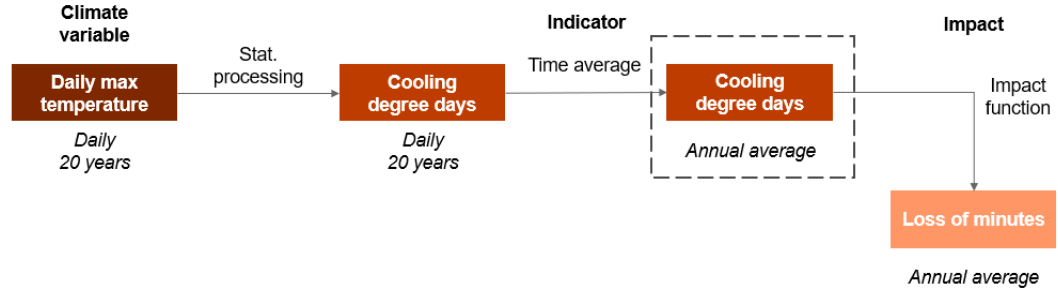 Climate
variable
Indicator
Impact
Stat.
processing
Time average
Impact
function
Daily max
temperature
Cooling
degree days
Cooling
degree days
Daily
20 years
Daily
20 years
Annual average
Loss of minutes
Annual average